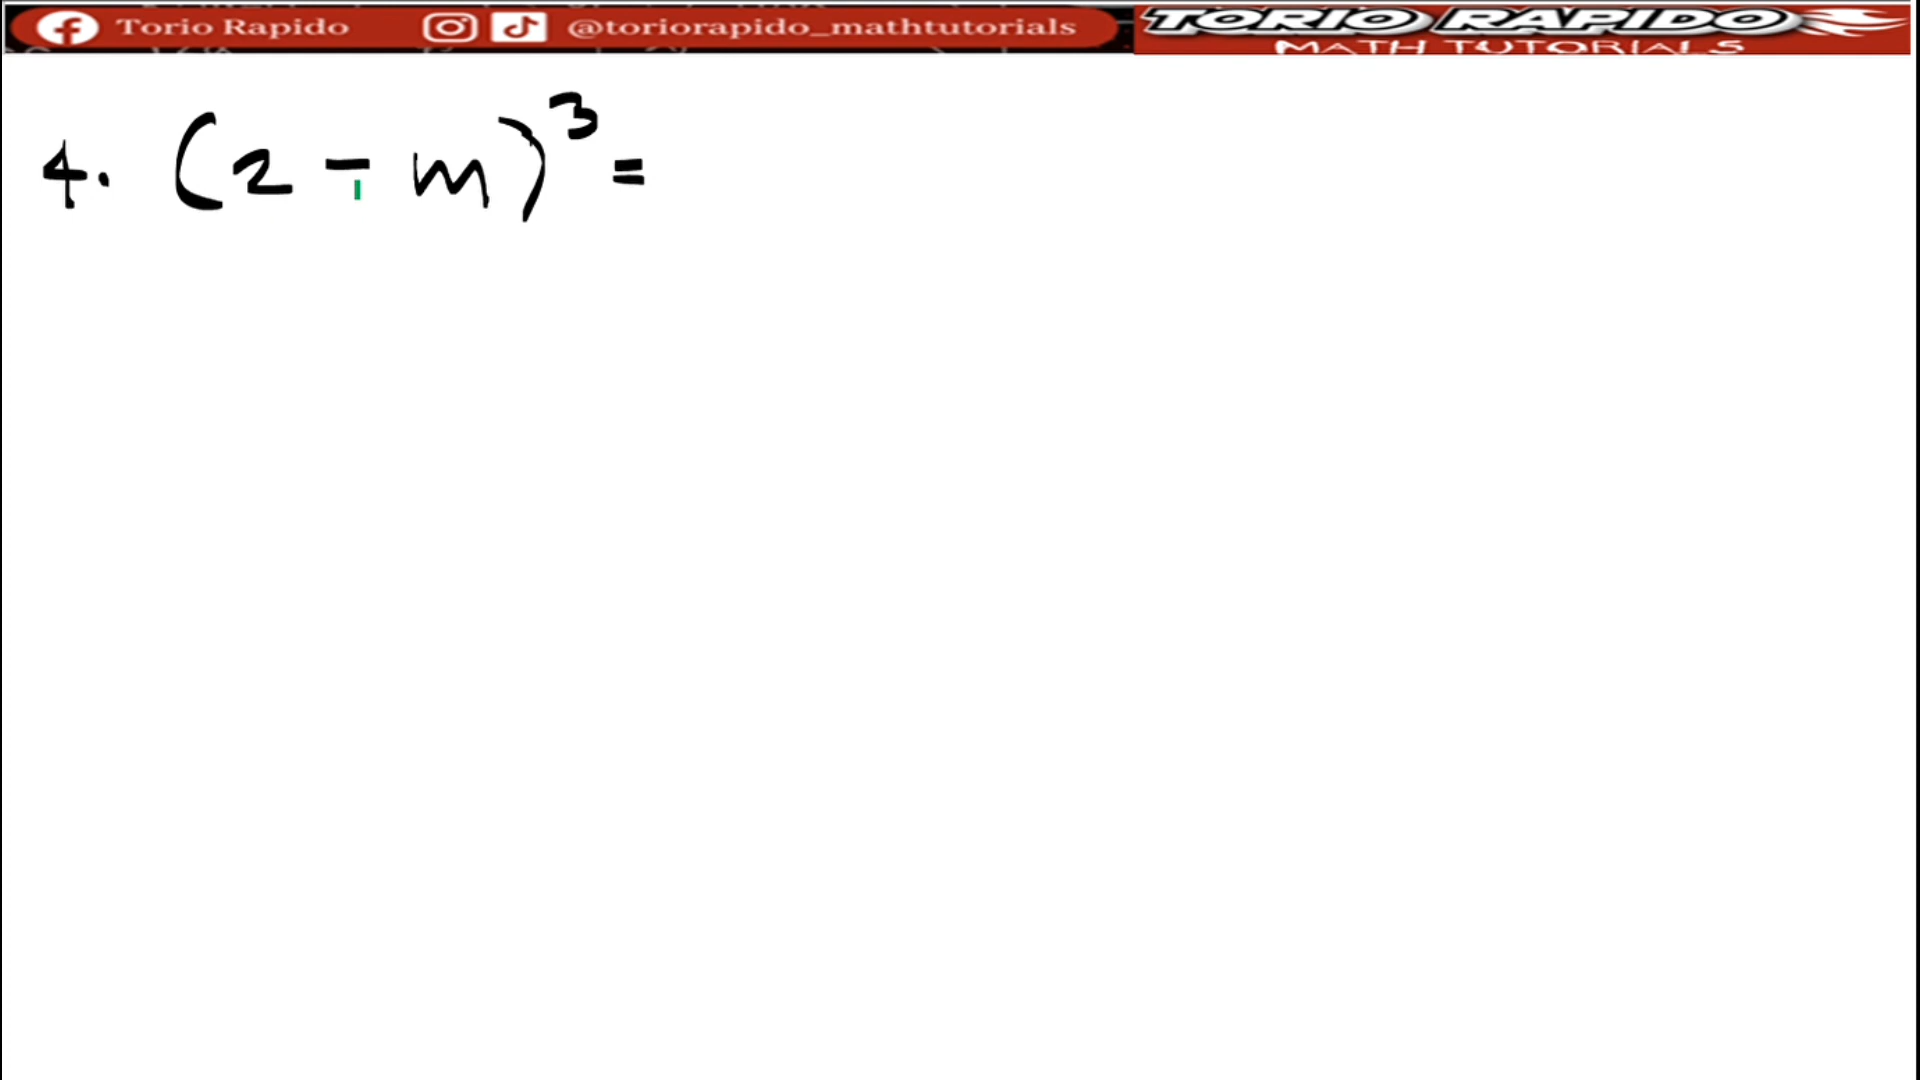 Torio Rapido @toriorapido_mathtutorials TORIO RAPIDO
MATH TUTORIALS
4. (2 - m)³ =